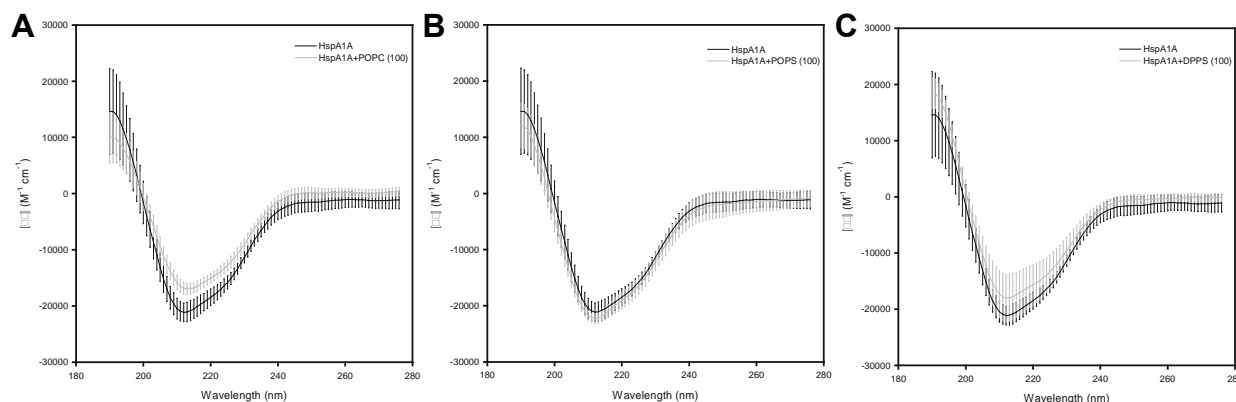 A
HspA1A
HspA1A+POPC (100)
30000
20000
10000
0
-10000
-20000
-30000
[□□] (M⁻¹ cm⁻¹)
180
200
220
240
260
280
Wavelength (nm)
B
HspA1A
HspA1A+POPS (100)
30000
20000
10000
0
-10000
-20000
-30000
[□□] (M⁻¹ cm⁻¹)
180
200
220
240
260
280
Wavelength (nm)
C
HspA1A
HspA1A+DPPS (100)
30000
20000
10000
0
-10000
-20000
-30000
[□□] (M⁻¹ cm⁻¹)
180
200
220
240
260
280
Wavelength (nm)